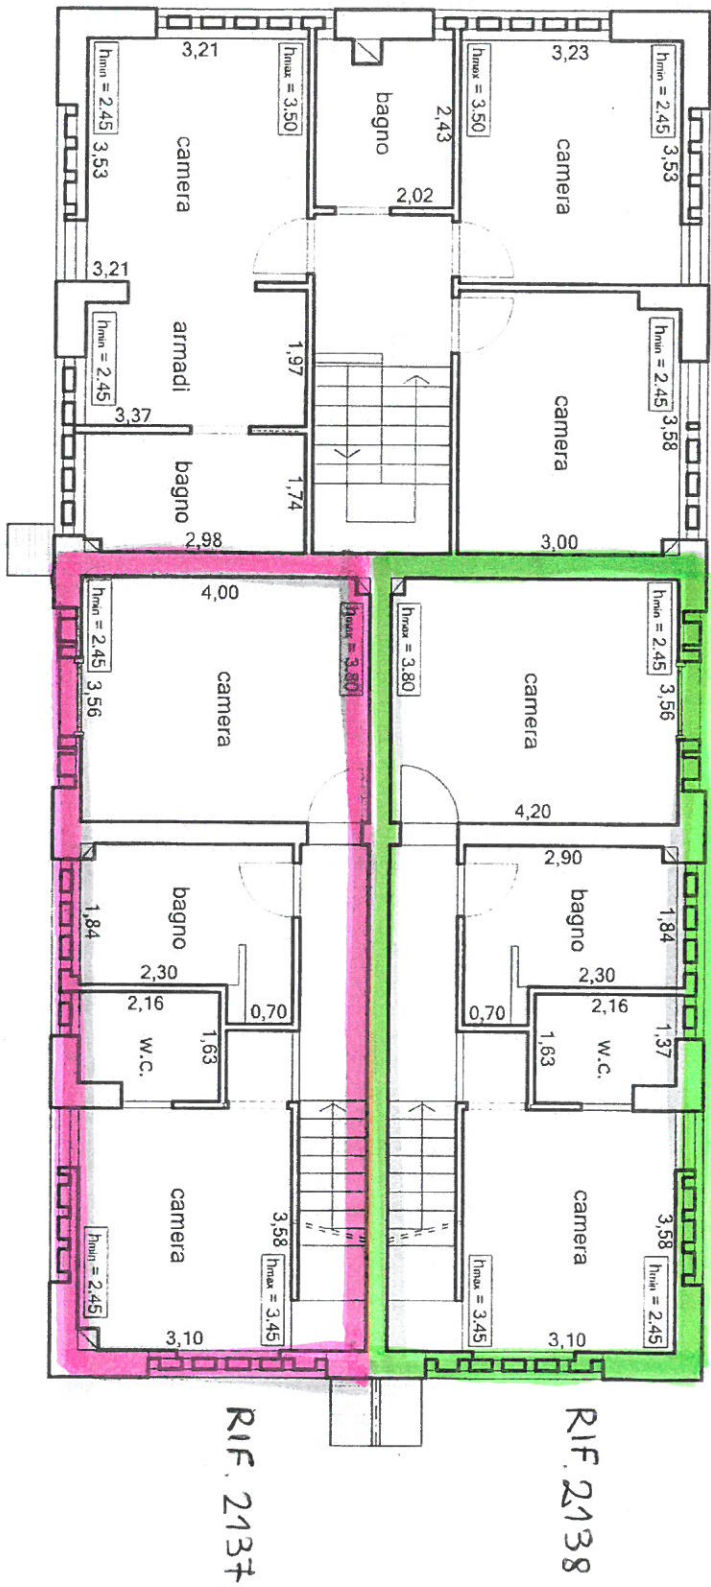 3,21
hmin = 2.45
3,53
hmax = 3.50
camera
3,21
bagno
2,43
2,02
3,23
hmax = 3.50
hmin = 2.45
3,53
camera
hmin = 2.45
armadi
1,97
3,37
bagno
1,74
2,98
hmin = 2.45
3,58
camera
3,00
4,00
hmin = 2.45
3,56
hmax = 3.80
camera
hmax = 3.80
hmin = 2.45
3,56
camera
4,20
1,84
bagno
2,30
0,70
2,90
bagno
1,84
2,30
0,70
2,16
w.c.
1,63
2,16
w.c.
1,37
1,63
camera
3,58
hmin = 2.45
hmax = 3.45
3,10
camera
3,58
hmax = 3.45
hmin = 2.45
3,10
RIF. 2138
RIF. 2137